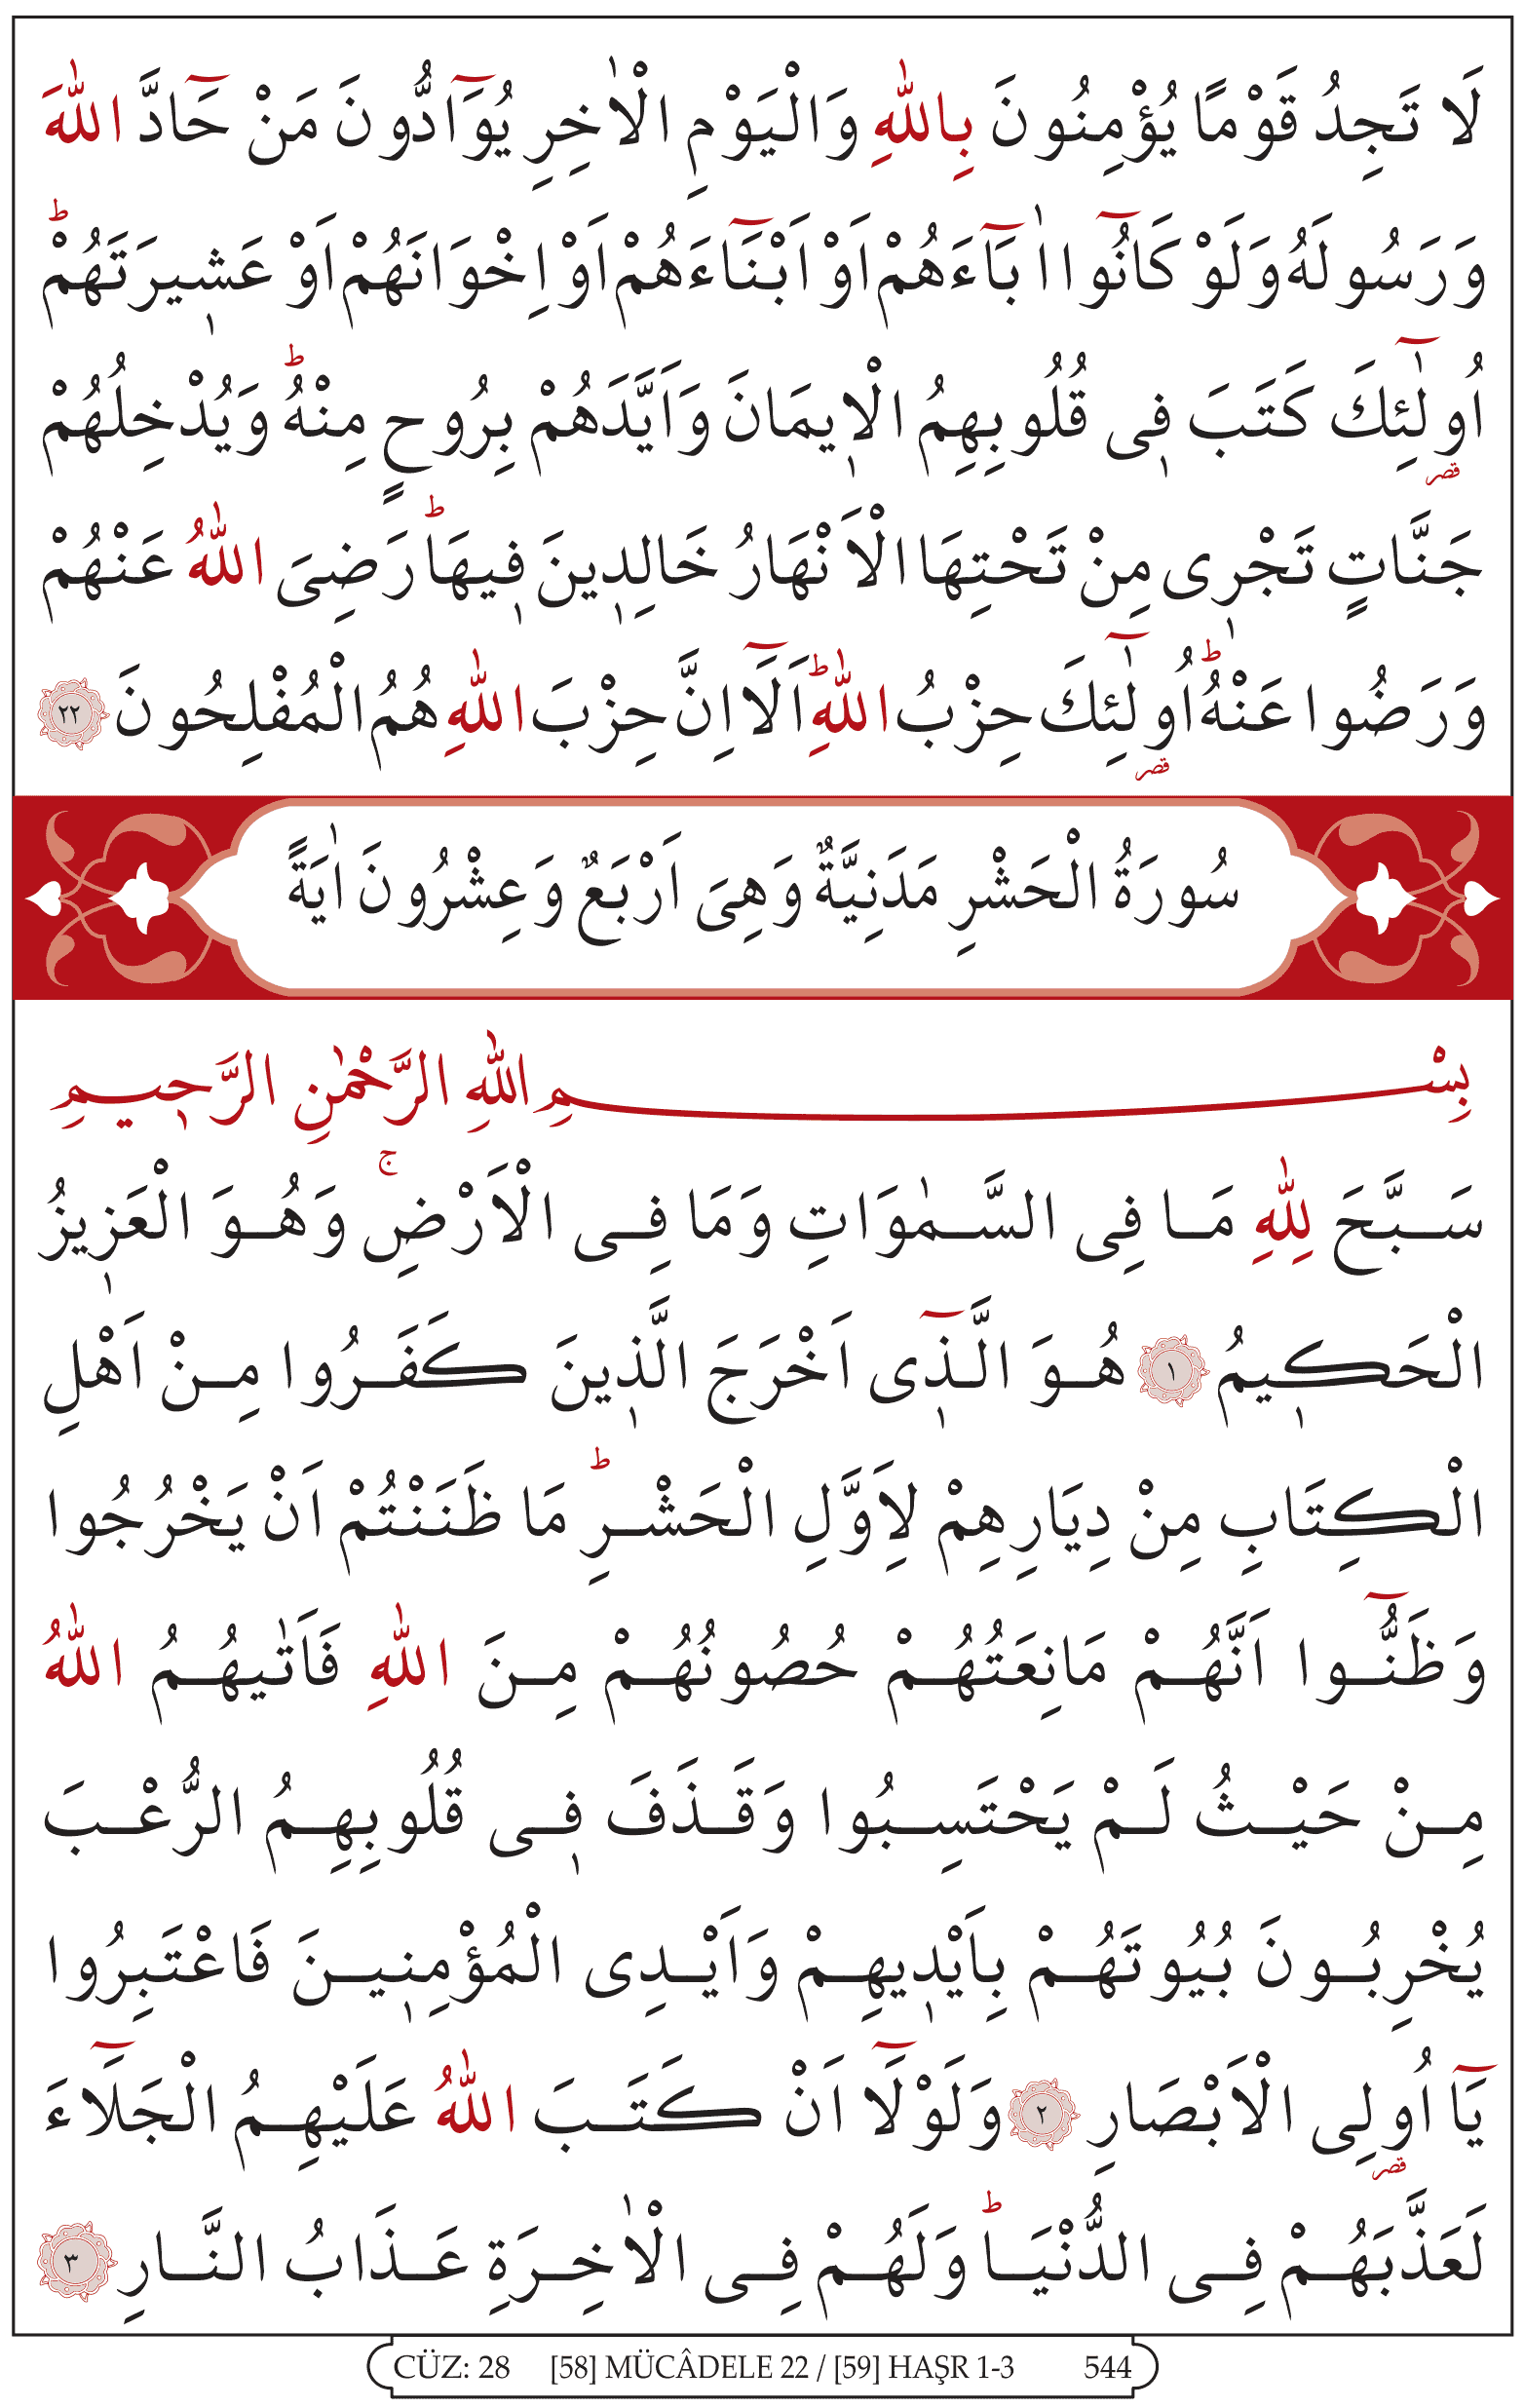 لَا تَجِدُ قَوْمًا يُؤْمِنُونَ بِاللّٰهِ وَالْيَوْمِ الْاٰخِرِ يُوَٓادُّونَ مَنْ حَٓادَّ اللّٰهَ
وَرَسُولَهُ وَلَوْ كَانُٓوا اٰبَٓاءَهُمْ اَوْ اَبْنَٓاءَهُمْ اَوْ اِخْوَانَهُمْ اَوْ عَشٖيرَتَهُمْؕ
اُو۬لٰٓئِكَ كَتَبَ فٖى قُلُوبِهِمُ الْاٖيمَانَ وَاَيَّدَهُمْ بِرُوحٍ مِنْهُؕ وَيُدْخِلُهُمْ
قصر
جَنَّاتٍ تَجْرٖى مِنْ تَحْتِهَا الْاَنْهَارُ خَالِدٖينَ فٖيهَاؕ رَضِىَ اللّٰهُ عَنْهُمْ
وَرَضُوا عَنْهُؕ اُولٰٓئِكَ حِزْبُ اللّٰهِؕ اَلَٓا اِنَّ حِزْبَ اللّٰهِ هُمُ الْمُفْلِحُونَ ٢٢
قصر
سُورَةُ الْحَشْرِ مَدَنِيَّةٌ وَهِىَ اَرْبَعٌ وَعِشْرُونَ اٰيَةً
بِسْمِ اللّٰهِ الرَّحْمٰنِ الرَّحٖيمِ
سَبَّحَ لِلّٰهِ مَا فِى السَّمٰوَاتِ وَمَا فِى الْاَرْضِۚ وَهُوَ الْعَزٖيزُ
الْحَكٖيمُ ١ هُوَ الَّذٖٓى اَخْرَجَ الَّذٖينَ كَفَرُوا مِنْ اَهْلِ
الْكِتَابِ مِنْ دِيَارِهِمْ لِاَوَّلِ الْحَشْرِؕ مَا ظَنَنْتُمْ اَنْ يَخْرُجُوا
وَظَنُّٓوا اَنَّهُمْ مَانِعَتُهُمْ حُصُونُهُمْ مِنَ اللّٰهِ فَاَتٰيهُمُ اللّٰهُ
مِنْ حَيْثُ لَمْ يَحْتَسِبُوا وَقَذَفَ فٖى قُلُوبِهِمُ الرُّعْبَ
يُخْرِبُونَ بُيُوتَهُمْ بِاَيْدٖيهِمْ وَاَيْدِى الْمُؤْمِنٖينَ فَاعْتَبِرُوا
يَٓا اُولِى الْاَبْصَارِ ٢ وَلَوْلَٓا اَنْ كَتَبَ اللّٰهُ عَلَيْهِمُ الْجَلَٓاءَ
قصر
لَعَذَّبَهُمْ فِى الدُّنْيَاؕ وَلَهُمْ فِى الْاٰخِرَةِ عَذَابُ النَّارِ ٣
CÜZ: 28 [58] MÜCÂDELE 22 / [59] HAŞR 1-3 544